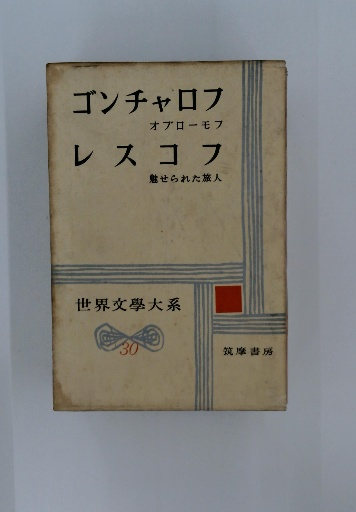 ゴンチャロフ
オブローモフ
レスコフ
魅せられた旅人
世界文學大系
30
筑摩書房